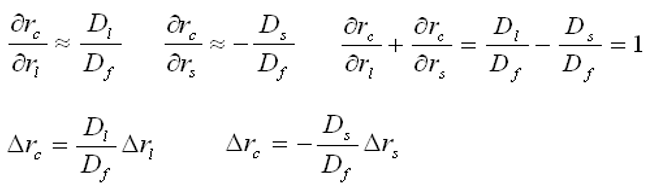 ∂r_c/∂r_l ≈ D_l/D_f   ∂r_c/∂r_s ≈ −D_s/D_f   ∂r_c/∂r_l + ∂r_c/∂r_s = D_l/D_f − D_s/D_f = 1
Δr_c = D_l/D_f Δr_l   Δr_c = −D_s/D_f Δr_s